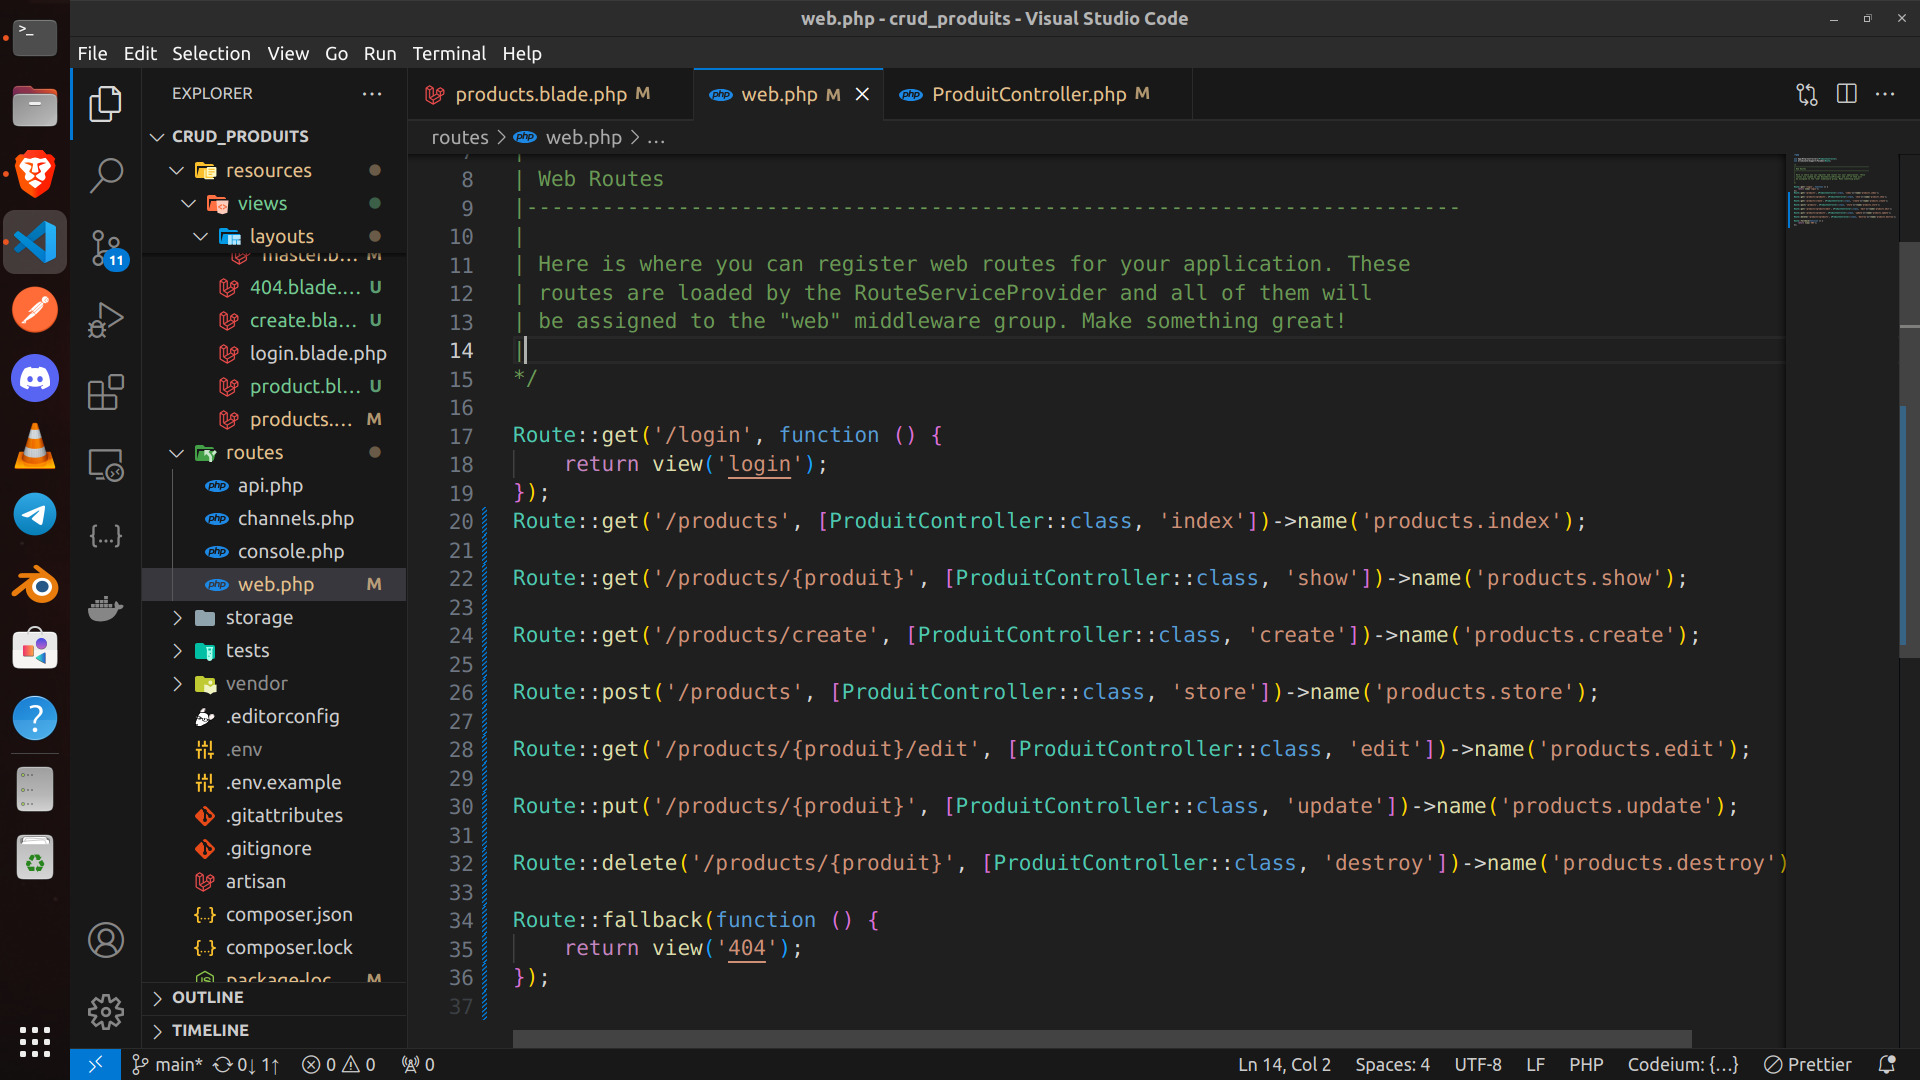 web.php - crud_produits - Visual Studio Code
File Edit Selection View Go Run Terminal Help
EXPLORER
products.blade.php M
web.php M
ProduitController.php M
routes > web.php > ...
CRUD_PRODUITS
resources
views
layouts
master.b... M
404.blade.... U
create.bla... U
login.blade.php
product.bl... U
products.... M
routes
api.php
channels.php
console.php
web.php M
storage
tests
vendor
.editorconfig
.env
.env.example
.gitattributes
.gitignore
artisan
composer.json
composer.lock
package-loc... M
OUTLINE
TIMELINE
11
7 |
8 | Web Routes
9 |--------------------------------------------------------------------------
10 |
11 | Here is where you can register web routes for your application. These
12 | routes are loaded by the RouteServiceProvider and all of them will
13 | be assigned to the "web" middleware group. Make something great!
14 |
15 */
16
17 Route::get('/login', function () {
18 return view('login');
19 });
20 Route::get('/products', [ProduitController::class, 'index'])->name('products.index');
21
22 Route::get('/products/{produit}', [ProduitController::class, 'show'])->name('products.show');
23
24 Route::get('/products/create', [ProduitController::class, 'create'])->name('products.create');
25
26 Route::post('/products', [ProduitController::class, 'store'])->name('products.store');
27
28 Route::get('/products/{produit}/edit', [ProduitController::class, 'edit'])->name('products.edit');
29
30 Route::put('/products/{produit}', [ProduitController::class, 'update'])->name('products.update');
31
32 Route::delete('/products/{produit}', [ProduitController::class, 'destroy'])->name('products.destroy')
33
34 Route::fallback(function () {
35 return view('404');
36 });
37
main* 0↓ 1↑ 0 0 0
Ln 14, Col 2 Spaces: 4 UTF-8 LF PHP Codeium: {...} Prettier